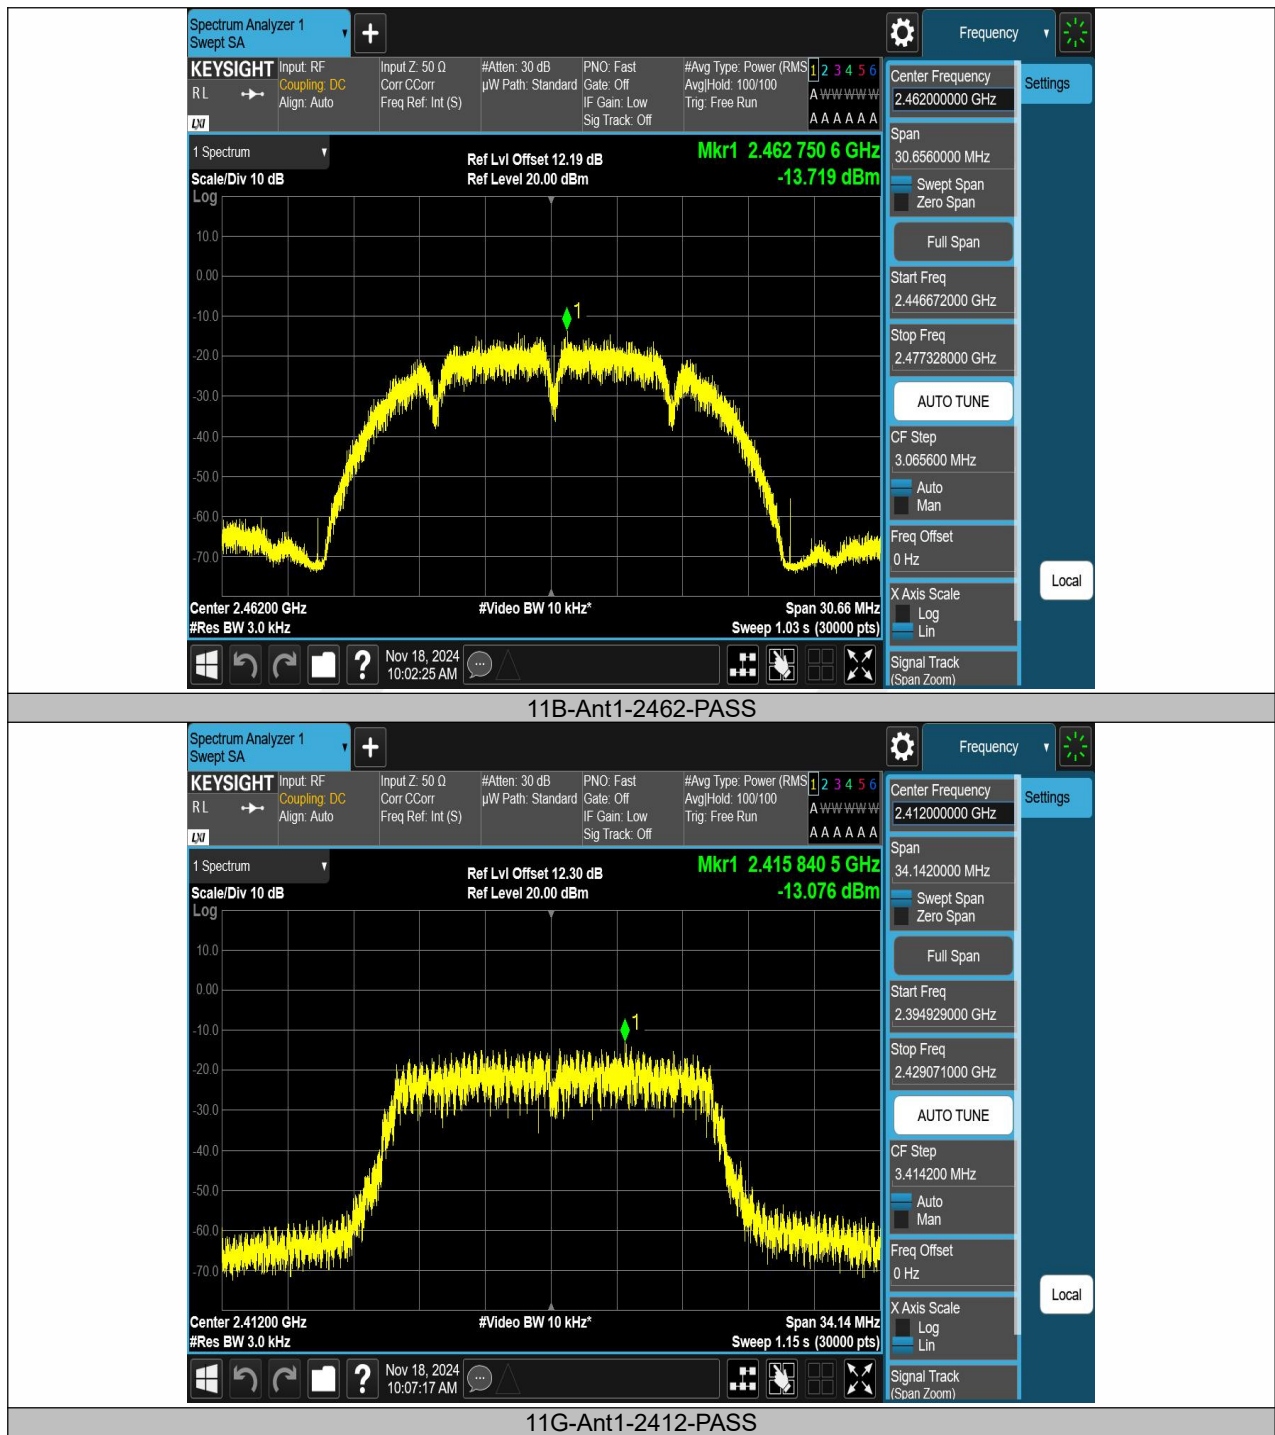 Spectrum Analyzer 1
Swept SA
Frequency
KEYSIGHT
R L
LXI
Input: RF
Coupling: DC
Align: Auto
Input Z: 50 Ω
Corr CCorr
Freq Ref: Int (S)
#Atten: 30 dB
µW Path: Standard
PNO: Fast
Gate: Off
IF Gain: Low
Sig Track: Off
#Avg Type: Power (RMS
Avg|Hold: 100/100
Trig: Free Run
1 2 3 4 5 6
A W W W W W
A A A A A A
1 Spectrum
Scale/Div 10 dB
Log
Ref Lvl Offset 12.19 dB
Ref Level 20.00 dBm
Mkr1 2.462 750 6 GHz
-13.719 dBm
10.0
0.00
-10.0
-20.0
-30.0
-40.0
-50.0
-60.0
-70.0
1
Center 2.46200 GHz
#Res BW 3.0 kHz
#Video BW 10 kHz*
Span 30.66 MHz
Sweep 1.03 s (30000 pts)
Nov 18, 2024
10:02:25 AM
Center Frequency
2.462000000 GHz
Settings
Span
30.6560000 MHz
Swept Span
Zero Span
Full Span
Start Freq
2.446672000 GHz
Stop Freq
2.477328000 GHz
AUTO TUNE
CF Step
3.065600 MHz
Auto
Man
Freq Offset
0 Hz
Local
X Axis Scale
Log
Lin
Signal Track
(Span Zoom)
11B-Ant1-2462-PASS
Spectrum Analyzer 1
Swept SA
Frequency
KEYSIGHT
R L
LXI
Input: RF
Coupling: DC
Align: Auto
Input Z: 50 Ω
Corr CCorr
Freq Ref: Int (S)
#Atten: 30 dB
µW Path: Standard
PNO: Fast
Gate: Off
IF Gain: Low
Sig Track: Off
#Avg Type: Power (RMS
Avg|Hold: 100/100
Trig: Free Run
1 2 3 4 5 6
A W W W W W
A A A A A A
1 Spectrum
Scale/Div 10 dB
Log
Ref Lvl Offset 12.30 dB
Ref Level 20.00 dBm
Mkr1 2.415 840 5 GHz
-13.076 dBm
10.0
0.00
-10.0
-20.0
-30.0
-40.0
-50.0
-60.0
-70.0
1
Center 2.41200 GHz
#Res BW 3.0 kHz
#Video BW 10 kHz*
Span 34.14 MHz
Sweep 1.15 s (30000 pts)
Nov 18, 2024
10:07:17 AM
Center Frequency
2.412000000 GHz
Settings
Span
34.1420000 MHz
Swept Span
Zero Span
Full Span
Start Freq
2.394929000 GHz
Stop Freq
2.429071000 GHz
AUTO TUNE
CF Step
3.414200 MHz
Auto
Man
Freq Offset
0 Hz
Local
X Axis Scale
Log
Lin
Signal Track
(Span Zoom)
11G-Ant1-2412-PASS